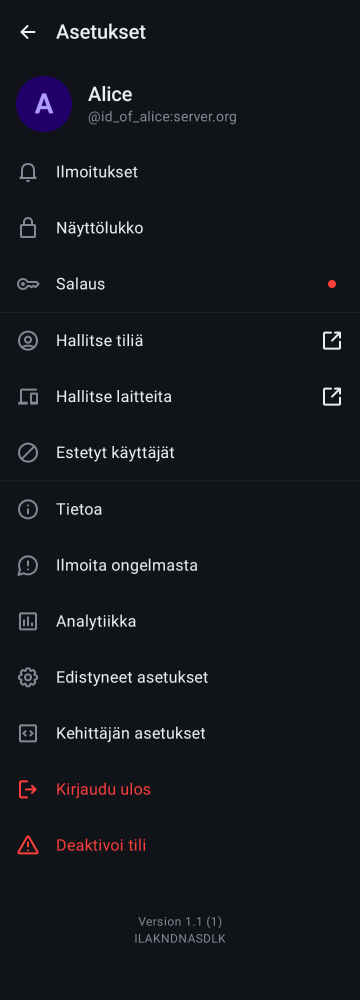 Asetukset
A
Alice
@id_of_alice:server.org
Ilmoitukset
Näyttölukko
Salaus
Hallitse tiliä
Hallitse laitteita
Estetyt käyttäjät
Tietoa
Ilmoita ongelmasta
Analytiikka
Edistyneet asetukset
Kehittäjän asetukset
Kirjaudu ulos
Deaktivoi tili
Version 1.1 (1)
ILAKNDNASDLK